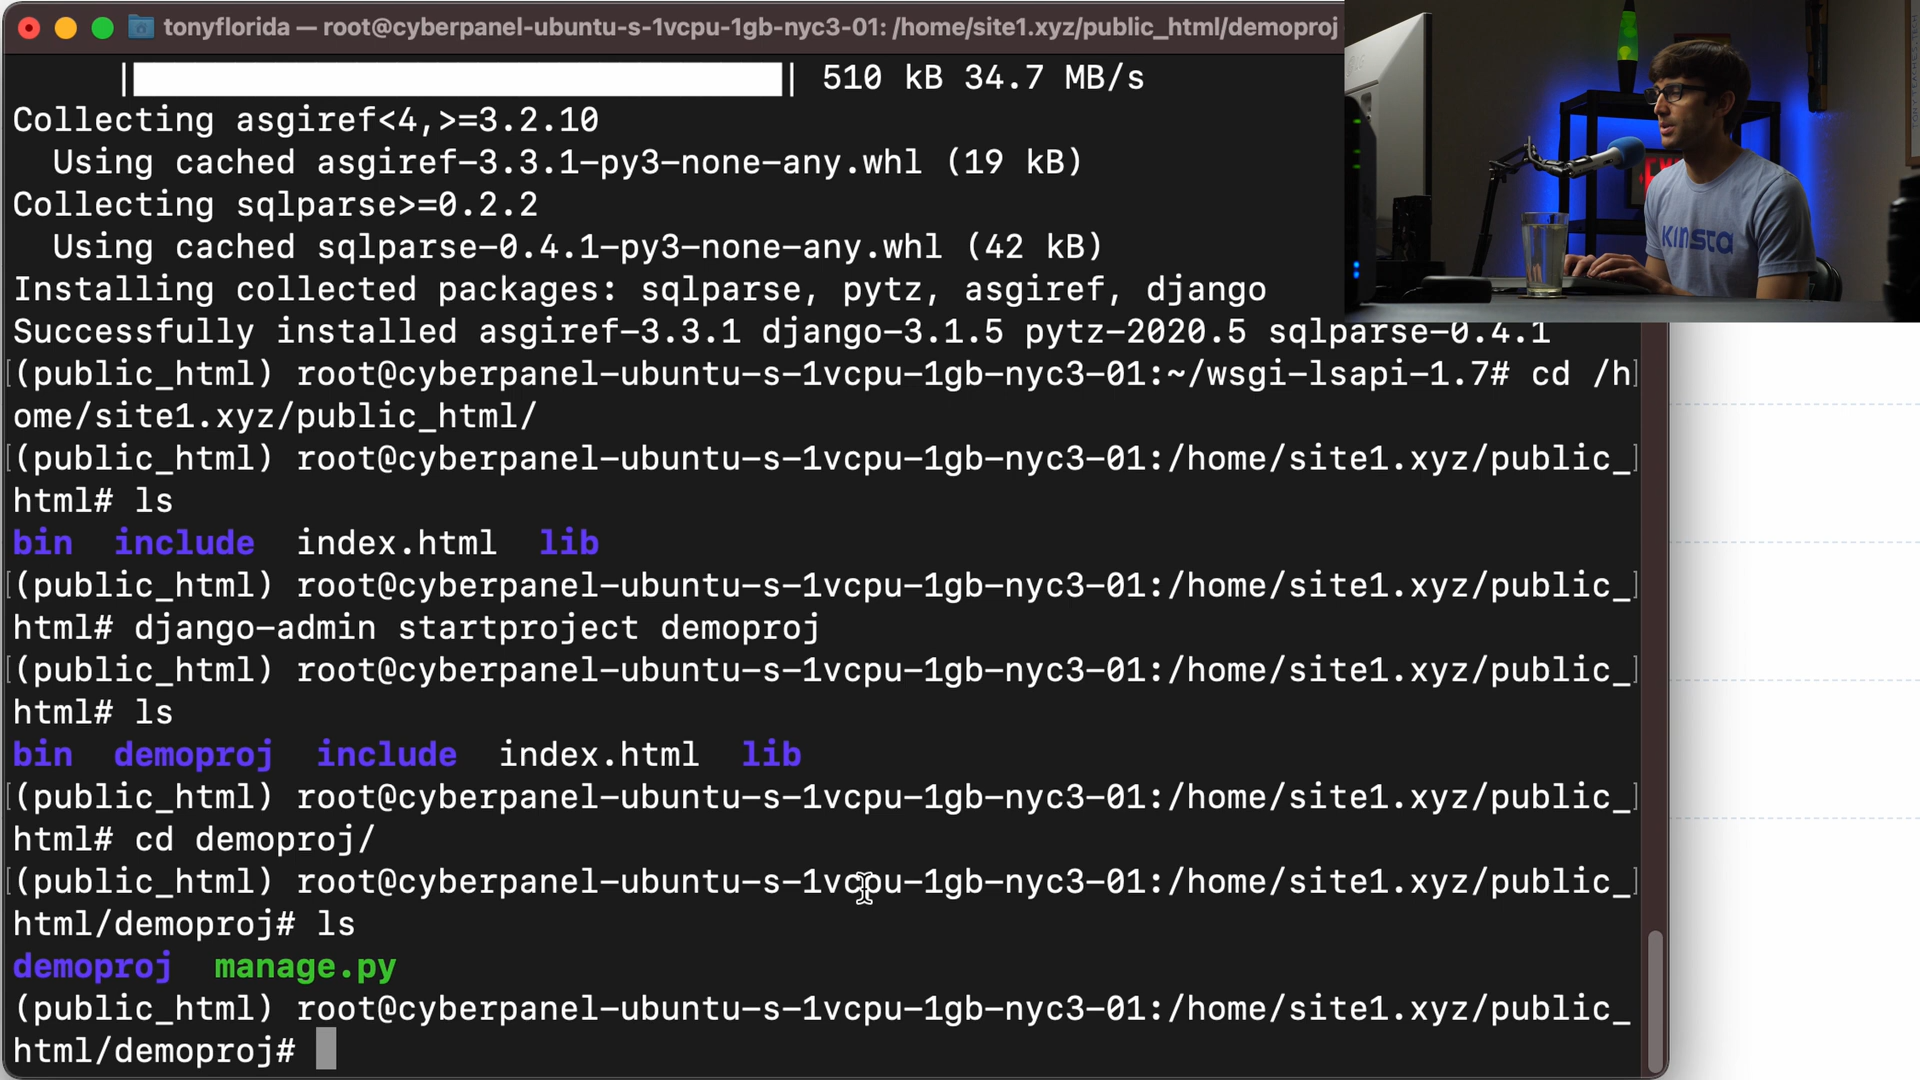 tonyflorida — root@cyberpanel-ubuntu-s-1vcpu-1gb-nyc3-01: /home/site1.xyz/public_html/demoproj
510 kB 34.7 MB/s
Collecting asgiref<4,>=3.2.10
Using cached asgiref-3.3.1-py3-none-any.whl (19 kB)
Collecting sqlparse>=0.2.2
Using cached sqlparse-0.4.1-py3-none-any.whl (42 kB)
Installing collected packages: sqlparse, pytz, asgiref, django
Successfully installed asgiref-3.3.1 django-3.1.5 pytz-2020.5 sqlparse-0.4.1
(public_html) root@cyberpanel-ubuntu-s-1vcpu-1gb-nyc3-01:~/wsgi-lsapi-1.7# cd /h
ome/site1.xyz/public_html/
(public_html) root@cyberpanel-ubuntu-s-1vcpu-1gb-nyc3-01:/home/site1.xyz/public_
html# ls
bin include index.html lib
(public_html) root@cyberpanel-ubuntu-s-1vcpu-1gb-nyc3-01:/home/site1.xyz/public_
html# django-admin startproject demoproj
(public_html) root@cyberpanel-ubuntu-s-1vcpu-1gb-nyc3-01:/home/site1.xyz/public_
html# ls
bin demoproj include index.html lib
(public_html) root@cyberpanel-ubuntu-s-1vcpu-1gb-nyc3-01:/home/site1.xyz/public_
html# cd demoproj/
(public_html) root@cyberpanel-ubuntu-s-1vcpu-1gb-nyc3-01:/home/site1.xyz/public_
html/demoproj# ls
demoproj manage.py
(public_html) root@cyberpanel-ubuntu-s-1vcpu-1gb-nyc3-01:/home/site1.xyz/public_
html/demoproj#
KINSTA